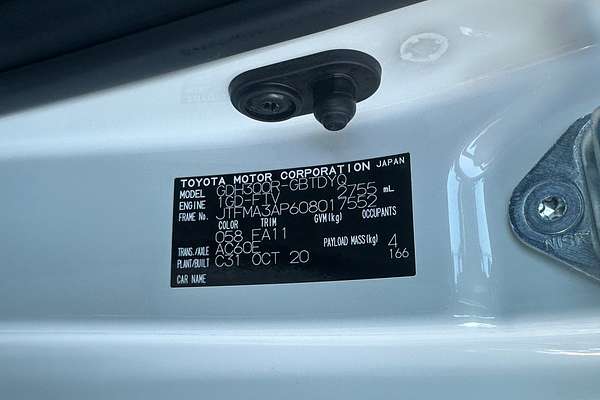 TOYOTA MOTOR CORPORATION JAPAN
MODEL GDH300R-GBTDYQ
ENGINE 1GD-FTV 2755 mL
FRAME No. JTFMA3AP608017552
COLOR TRIM GVM(kg) OCCUPANTS
058 FA11 4
TRANS./AXLE AC60E PAYLOAD MASS(kg) 166
PLANT/BUILT C31 OCT 20
CAR NAME